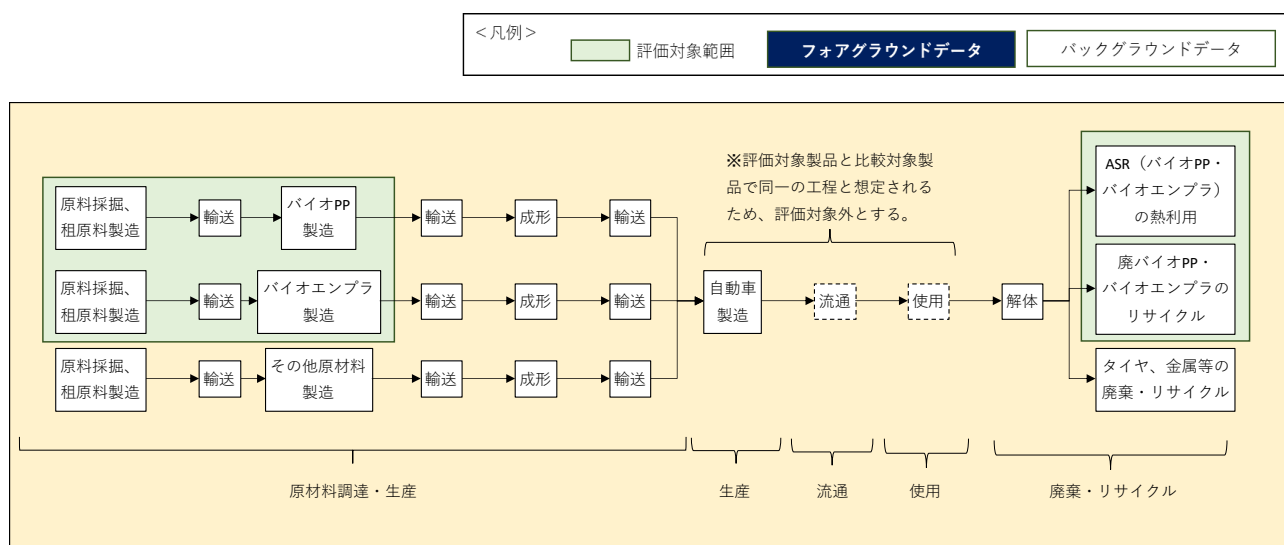 ＜凡例＞
評価対象範囲
フォアグラウンドデータ
バックグラウンドデータ
※評価対象製品と比較対象製
品で同一の工程と想定される
ため、評価対象外とする。
原料採掘、
租原料製造
輸送
バイオPP
製造
輸送
成形
輸送
原料採掘、
租原料製造
輸送
バイオエンプラ
製造
輸送
成形
輸送
原料採掘、
租原料製造
輸送
その他原材料
製造
輸送
成形
輸送
自動車
製造
流通
使用
解体
ASR（バイオPP・
バイオエンプラ）
の熱利用
廃バイオPP・
バイオエンプラの
リサイクル
タイヤ、金属等の
廃棄・リサイクル
原材料調達・生産
生産
流通
使用
廃棄・リサイクル